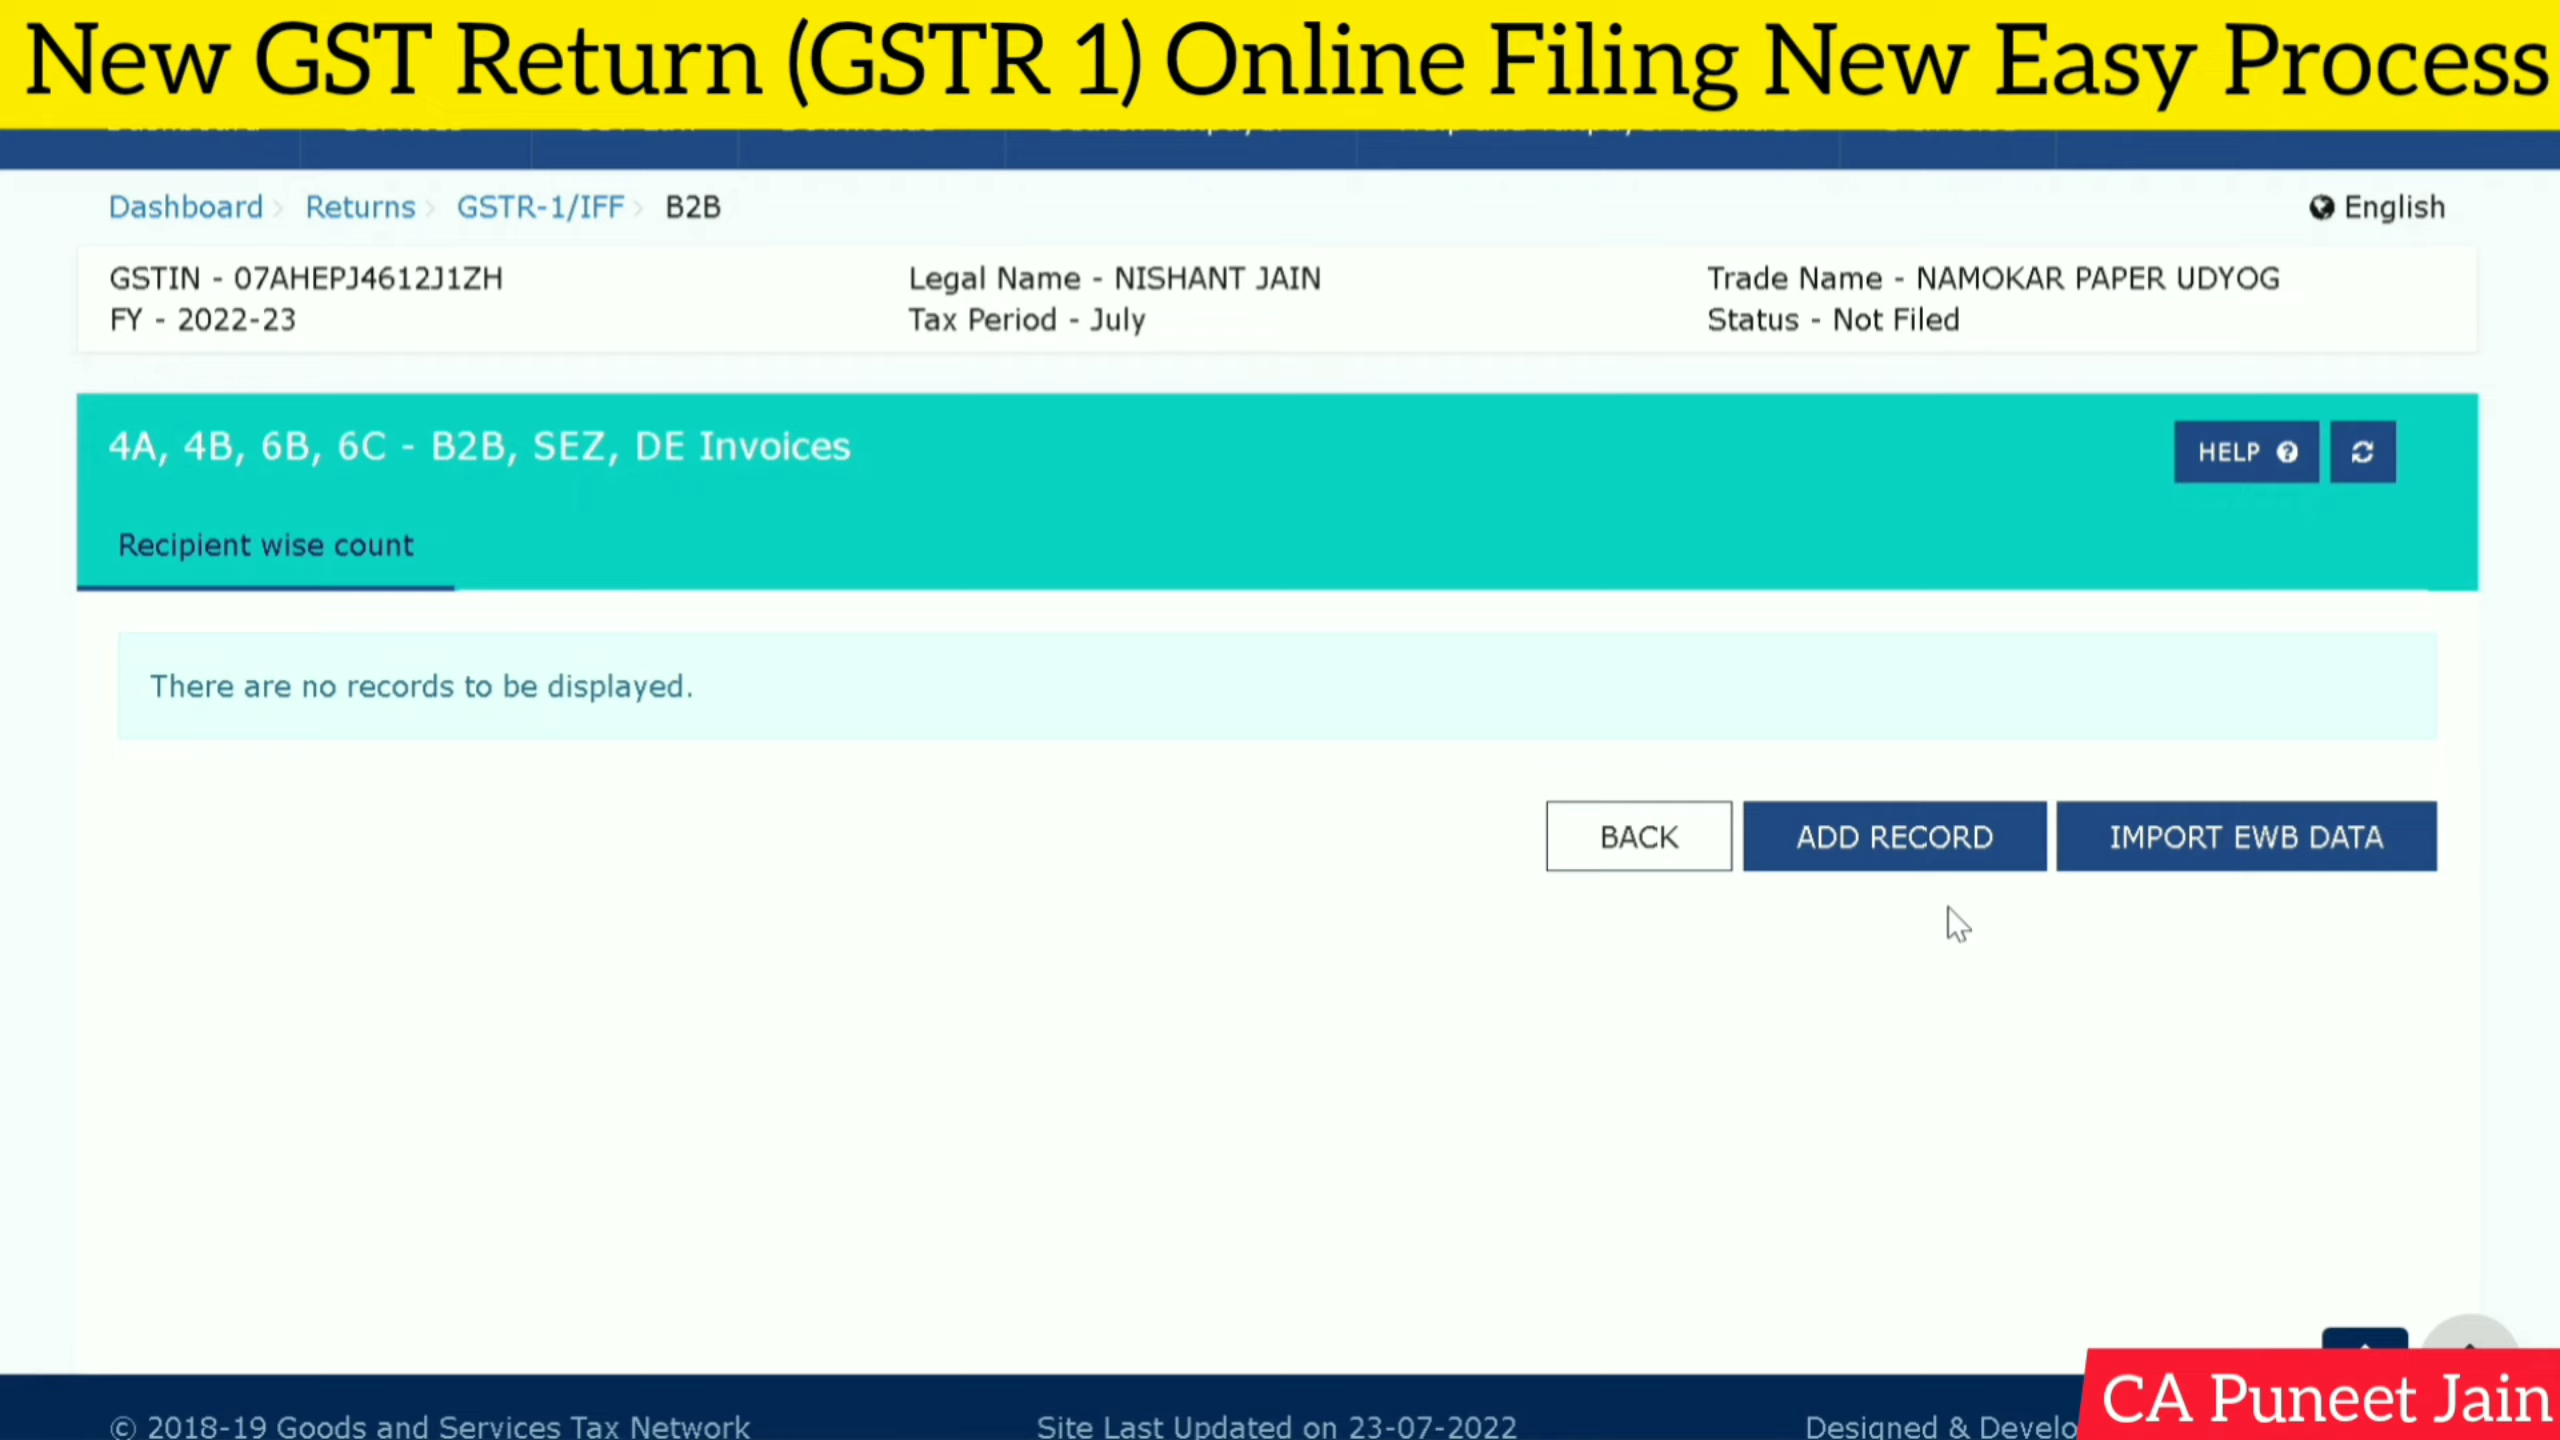 New GST Return (GSTR 1) Online Filing New Easy Process
Dashboard > Returns > GSTR-1/IFF > B2B
English
GSTIN - 07AHEPJ4612J1ZH
Legal Name - NISHANT JAIN
Trade Name - NAMOKAR PAPER UDYOG
FY - 2022-23
Tax Period - July
Status - Not Filed
4A, 4B, 6B, 6C - B2B, SEZ, DE Invoices
HELP
Recipient wise count
There are no records to be displayed.
BACK
ADD RECORD
IMPORT EWB DATA
© 2018-19 Goods and Services Tax Network
Site Last Updated on 23-07-2022
Designed & Develo
CA Puneet Jain